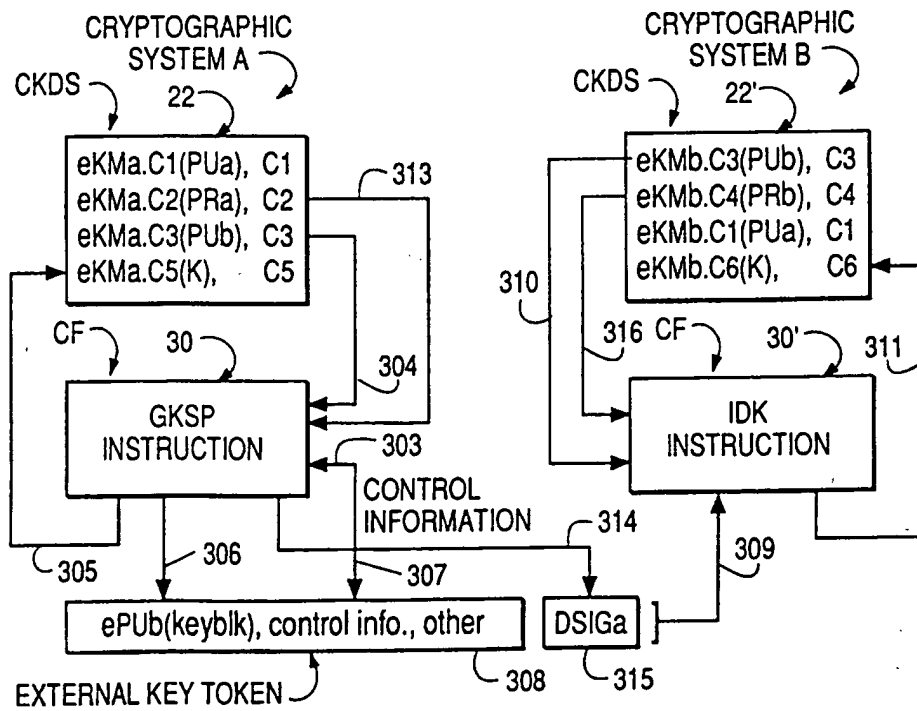 CRYPTOGRAPHIC
SYSTEM A
CKDS
22
eKMa.C1(PUa), C1
eKMa.C2(PRa), C2
eKMa.C3(PUb), C3
eKMa.C5(K), C5
313
304
CF
30
GKSP
INSTRUCTION
303
CONTROL
INFORMATION
305
306
307
314
ePUb(keyblk), control info., other
EXTERNAL KEY TOKEN
308
DSIGa
315
CRYPTOGRAPHIC
SYSTEM B
CKDS
22'
eKMb.C3(PUb), C3
eKMb.C4(PRb), C4
eKMb.C1(PUa), C1
eKMb.C6(K), C6
310
316
CF
30'
311
IDK
INSTRUCTION
309